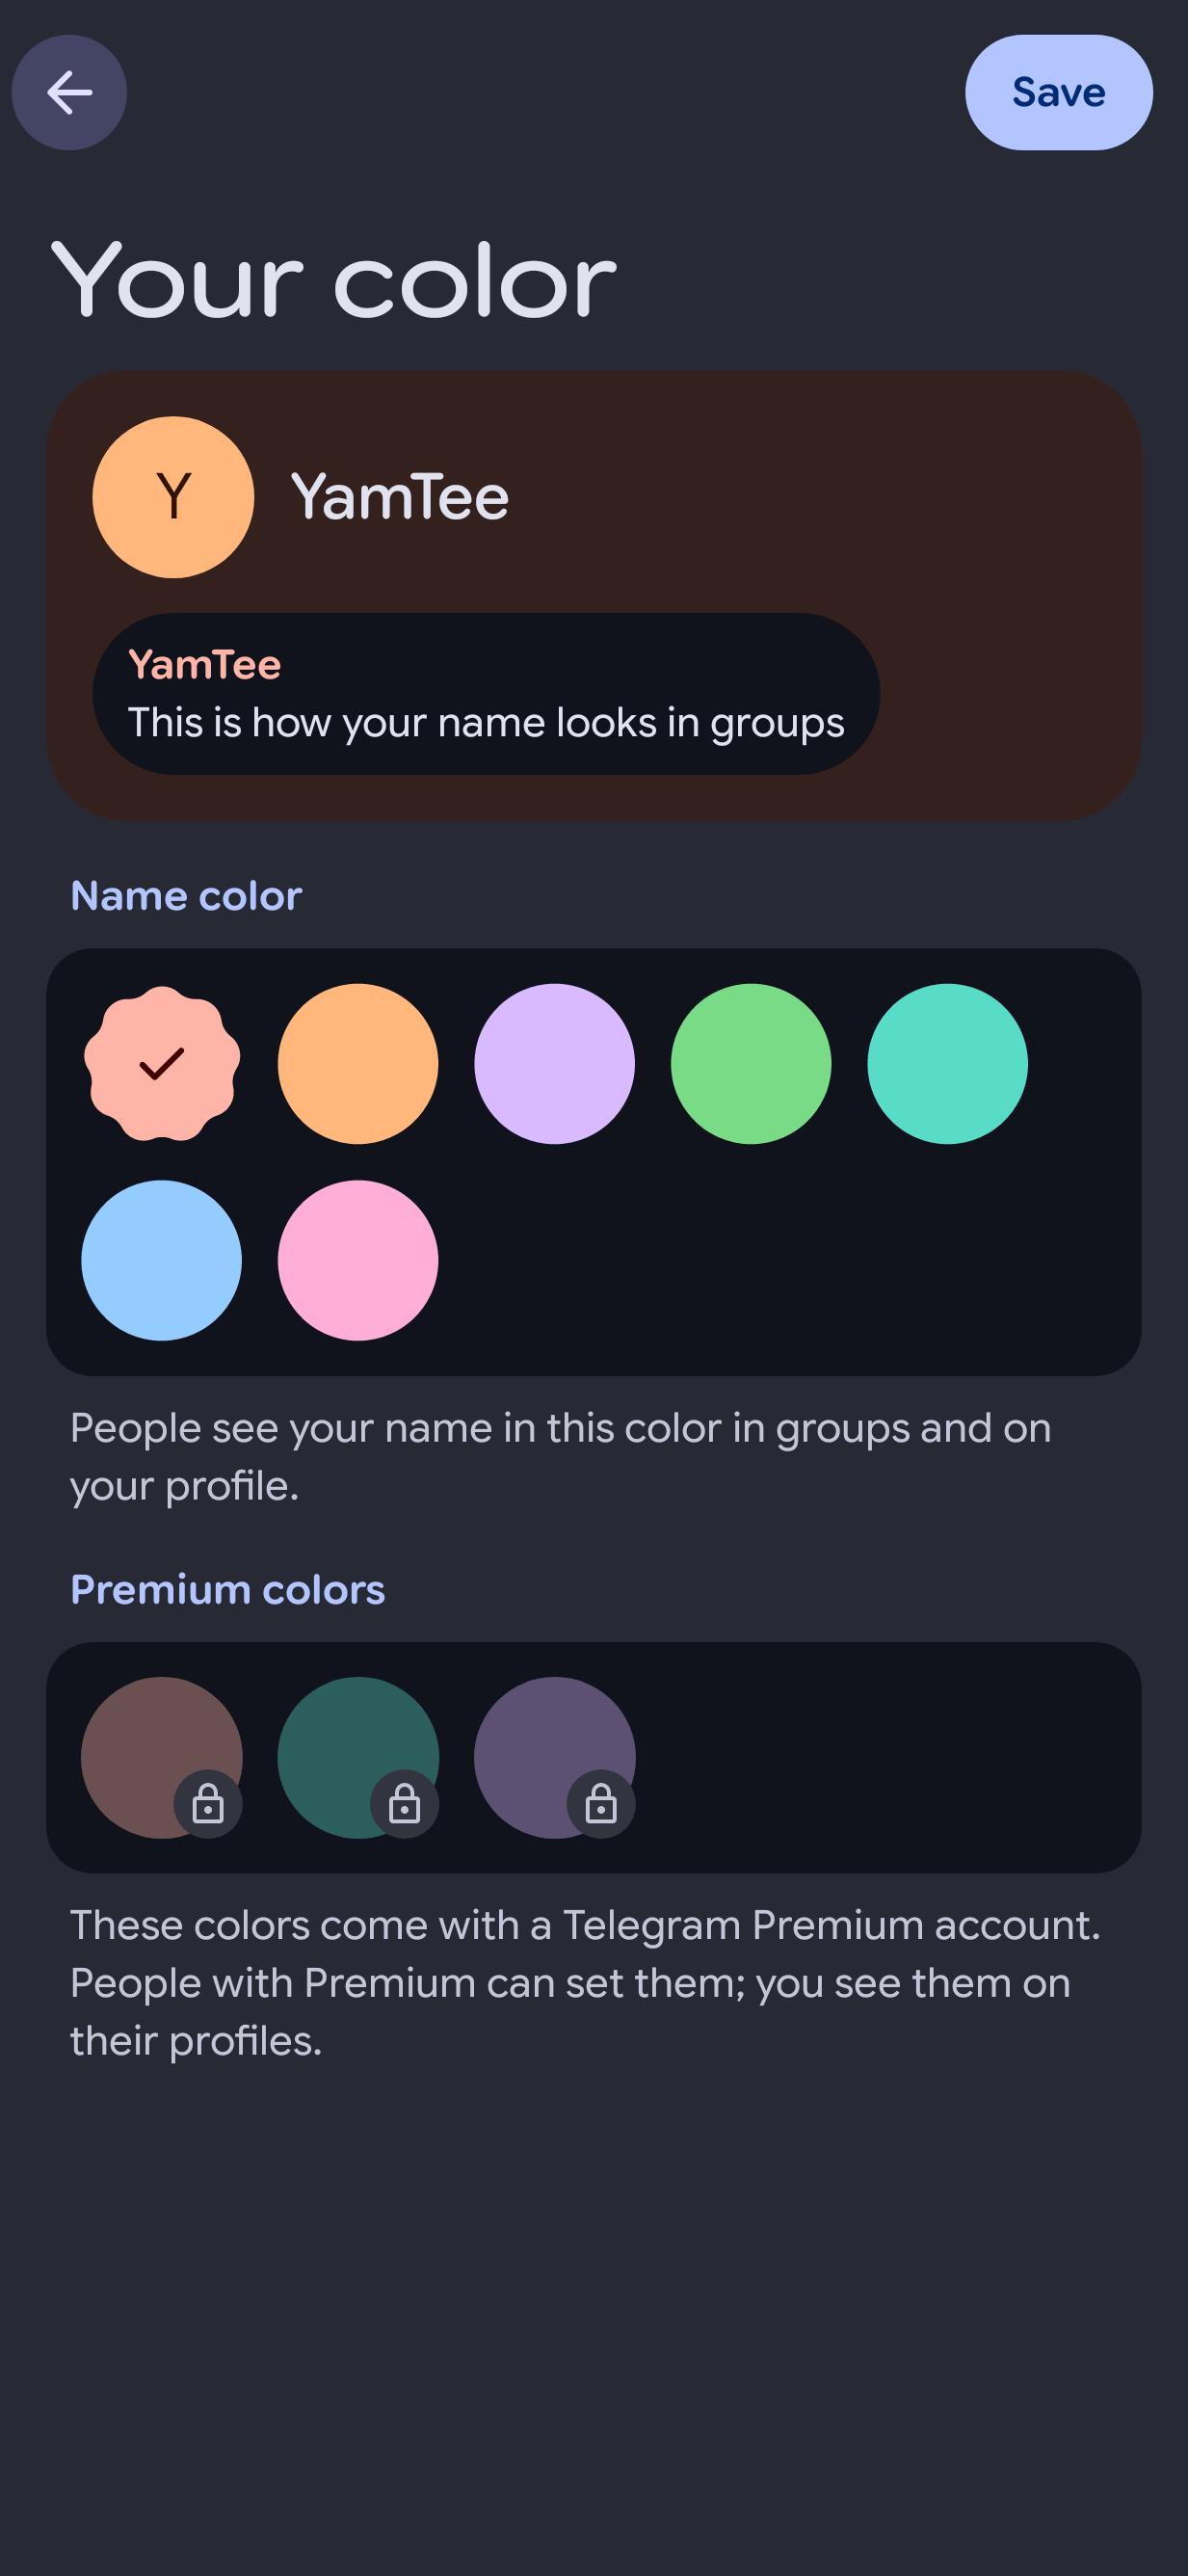 Save
Your color
Y
YamTee
YamTee
This is how your name looks in groups
Name color
People see your name in this color in groups and on
your profile.
Premium colors
These colors come with a Telegram Premium account.
People with Premium can set them; you see them on
their profiles.